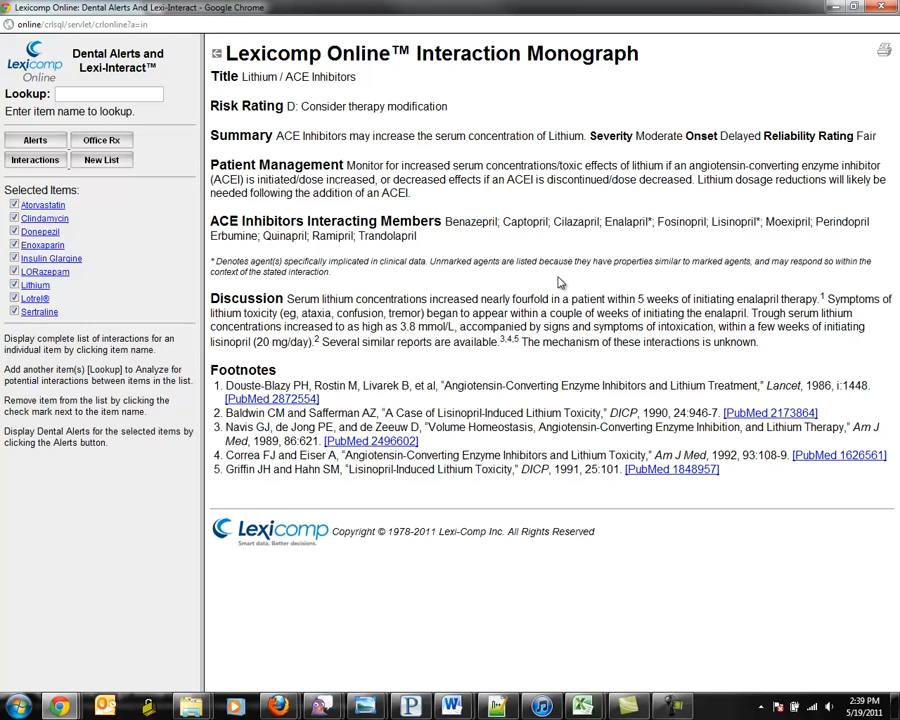 Lexicomp Online: Dental Alerts And Lexi-Interact - Google Chrome
online/crlsql/servlet/crlonline?a=in
Lexicomp Online
Dental Alerts and
Lexi-Interact™
Lookup:
Enter item name to lookup.
Alerts Office Rx
Interactions New List
Selected Items:
Atorvastatin
Clindamycin
Donepezil
Enoxaparin
Insulin Glargine
LORazepam
Lithium
Lotrel®
Sertraline
Display complete list of interactions for an
individual item by clicking item name.
Add another item(s) [Lookup] to Analyze for
potential interactions between items in the list.
Remove item from the list by clicking the
check mark next to the item name.
Display Dental Alerts for the selected items by
clicking the Alerts button.
Lexicomp Online™ Interaction Monograph
Title Lithium / ACE Inhibitors
Risk Rating D: Consider therapy modification
Summary ACE Inhibitors may increase the serum concentration of Lithium. Severity Moderate Onset Delayed Reliability Rating Fair
Patient Management Monitor for increased serum concentrations/toxic effects of lithium if an angiotensin-converting enzyme inhibitor
(ACEI) is initiated/dose increased, or decreased effects if an ACEI is discontinued/dose decreased. Lithium dosage reductions will likely be
needed following the addition of an ACEI.
ACE Inhibitors Interacting Members Benazepril; Captopril; Cilazapril; Enalapril*; Fosinopril; Lisinopril*; Moexipril; Perindopril
Erbumine; Quinapril; Ramipril; Trandolapril
* Denotes agent(s) specifically implicated in clinical data. Unmarked agents are listed because they have properties similar to marked agents, and may respond so within the
context of the stated interaction.
Discussion Serum lithium concentrations increased nearly fourfold in a patient within 5 weeks of initiating enalapril therapy.1 Symptoms of
lithium toxicity (eg, ataxia, confusion, tremor) began to appear within a couple of weeks of initiating the enalapril. Trough serum lithium
concentrations increased to as high as 3.8 mmol/L, accompanied by signs and symptoms of intoxication, within a few weeks of initiating
lisinopril (20 mg/day).2 Several similar reports are available.3,4,5 The mechanism of these interactions is unknown.
Footnotes
1. Douste-Blazy PH, Rostin M, Livarek B, et al, "Angiotensin-Converting Enzyme Inhibitors and Lithium Treatment," Lancet, 1986, i:1448.
[PubMed 2872554]
2. Baldwin CM and Safferman AZ, "A Case of Lisinopril-Induced Lithium Toxicity," DICP, 1990, 24:946-7. [PubMed 2173864]
3. Navis GJ, de Jong PE, and de Zeeuw D, "Volume Homeostasis, Angiotensin-Converting Enzyme Inhibition, and Lithium Therapy," Am J
Med, 1989, 86:621. [PubMed 2496602]
4. Correa FJ and Eiser A, "Angiotensin-Converting Enzyme Inhibitors and Lithium Toxicity," Am J Med, 1992, 93:108-9. [PubMed 1626561]
5. Griffin JH and Hahn SM, "Lisinopril-Induced Lithium Toxicity," DICP, 1991, 25:101. [PubMed 1848957]
Lexicomp Copyright © 1978-2011 Lexi-Comp Inc. All Rights Reserved
Smart data. Better decisions.
2:39 PM
5/19/2011